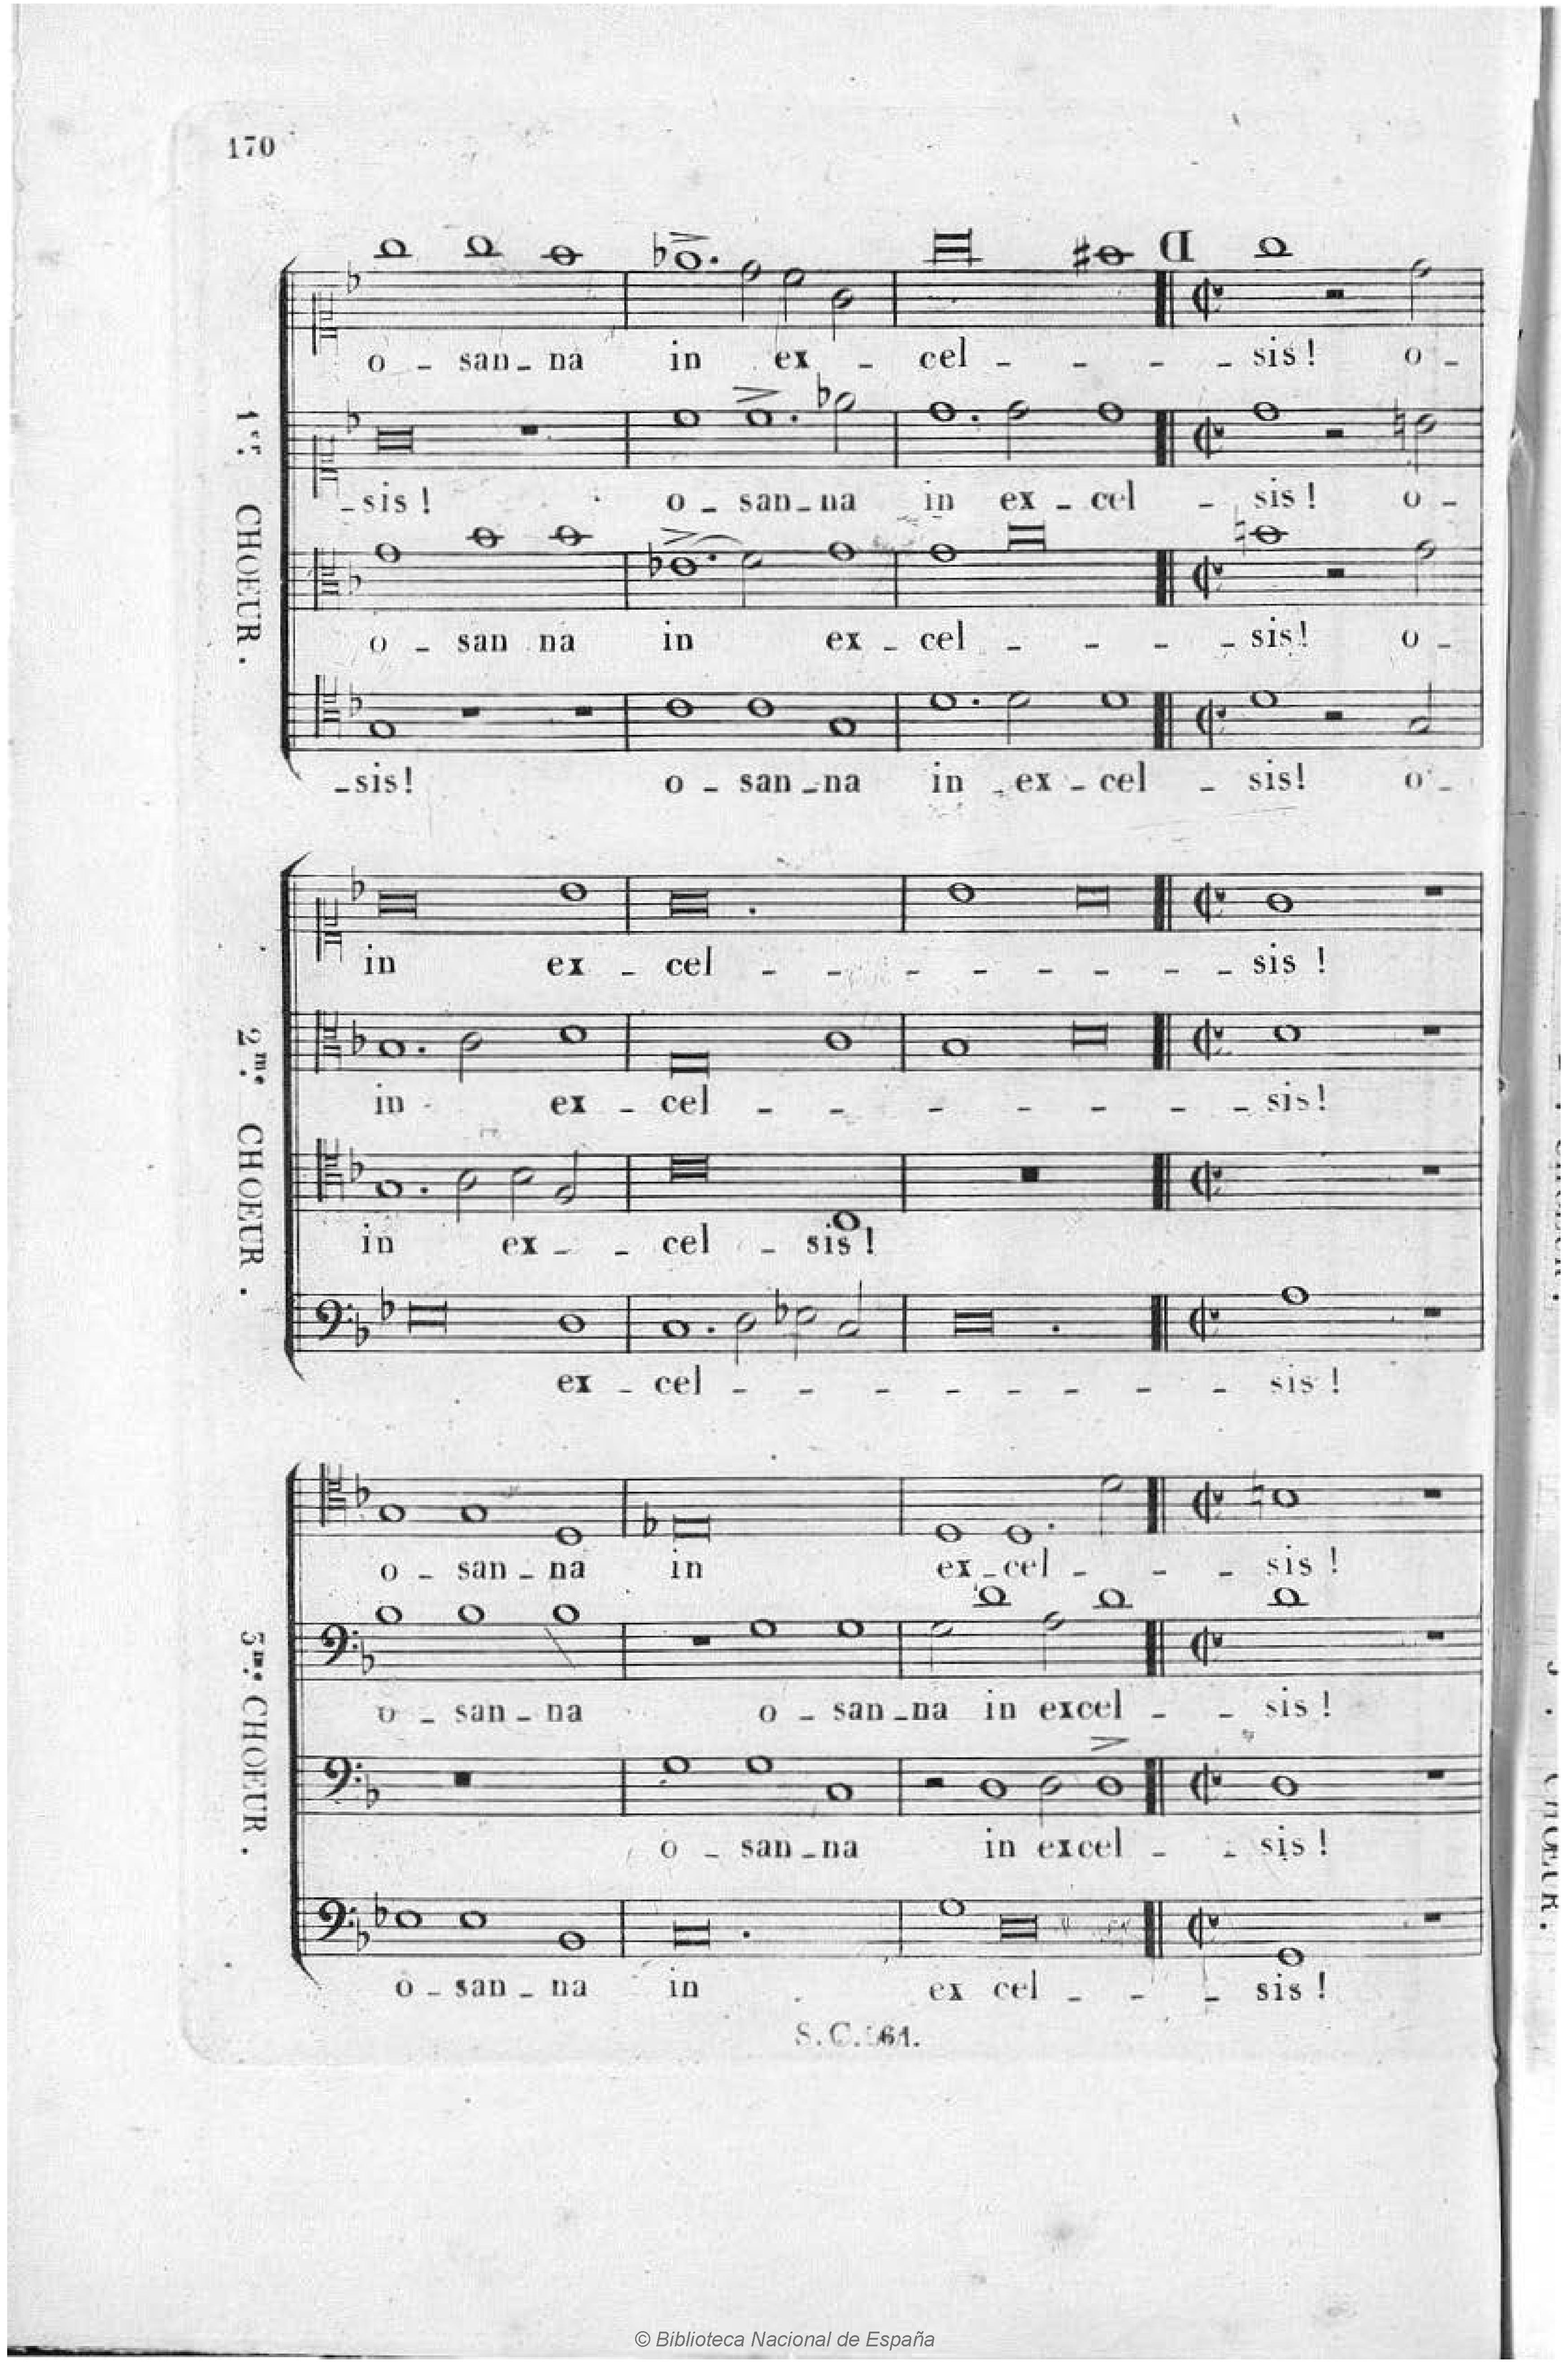 170
1er. CHOEUR.
o - san - na in ex - cel - - - - sis! o -
- sis! o - san - na in ex - cel - sis! o -
o - san na in ex - cel - - - - sis! o -
- sis! o - san - na in - ex - cel - sis! o -
2me. CHOEUR.
in ex - cel - - - - - - - - sis!
in ex - cel - - - - - - - sis!
in ex - - cel - sis!
ex - cel - - - - - - - - sis!
3me. CHOEUR.
o - san - na in ex - cel - - - sis!
o - san - na o - san - na in excel - - sis!
o - san - na in excel - - sis!
o - san - na in ex cel - - - sis!
© Biblioteca Nacional de España